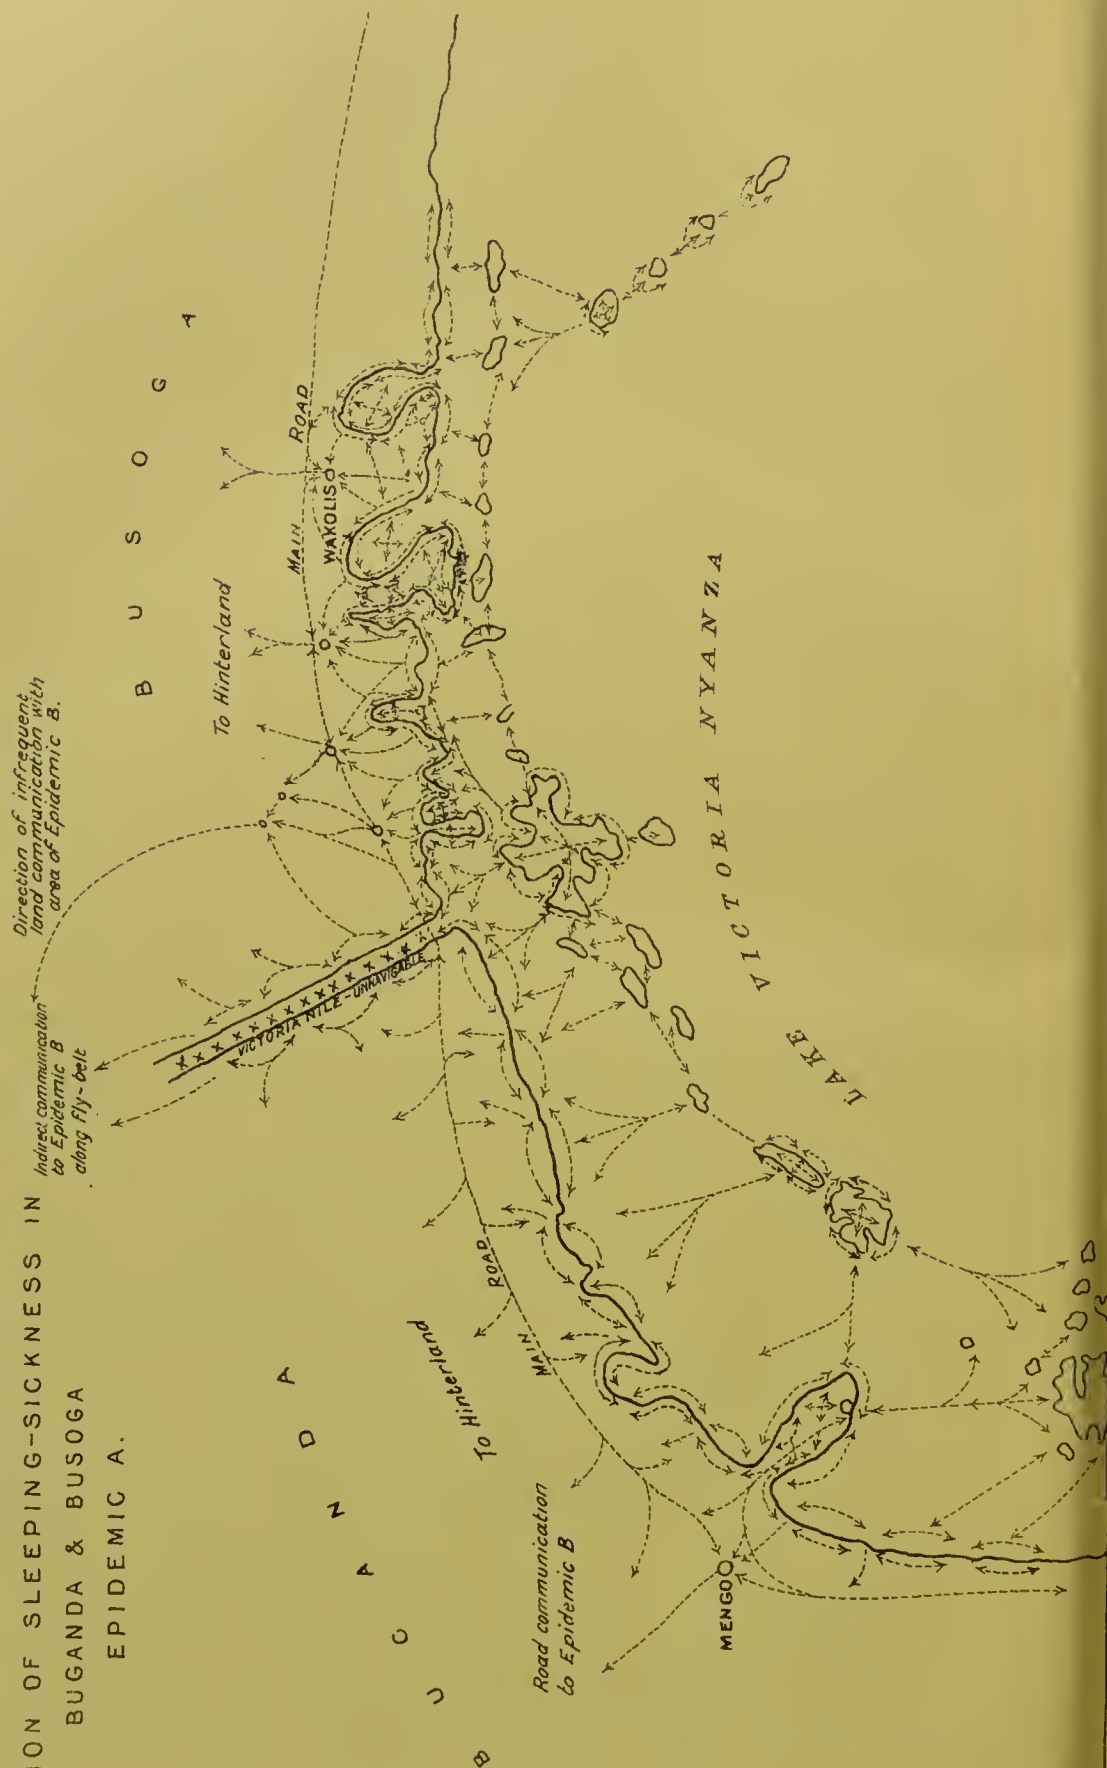 ON OF SLEEPING-SICKNESS IN
BUGANDA & BUSOGA
EPIDEMIC A.
Indirect communication
to Epidemic B
along fly-belt
Direction of infrequent
land communication with
area of Epidemic B.
BUSOGA
To Hinterland
MAIN ROAD
WAKOLIS
VICTORIA NILE-UNNAVIGABLE
BUGANDA
To Hinterland
MAIN ROAD
Road communication
to Epidemic B
MENGO
LAKE VICTORIA NYANZA